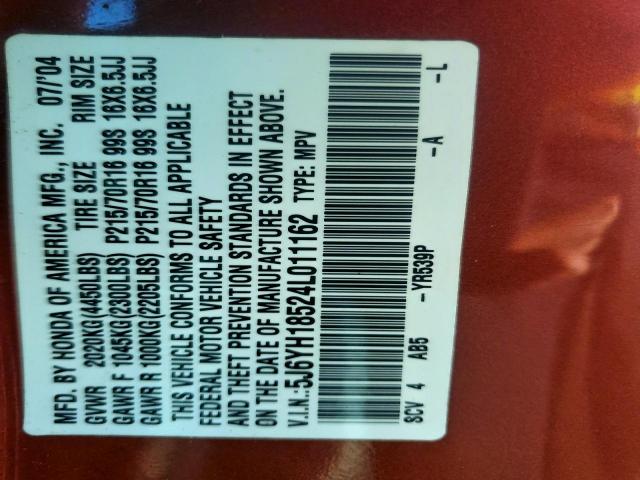 MFD. BY HONDA OF AMERICA MFG., INC. 07'04
GVWR 2020KG(4450LBS) TIRE SIZE RIM SIZE
GAWR F 1045KG(2300LBS) P215/70R16 99S 16X6.5JJ
GAWR R 1000KG(2205LBS) P215/70R16 99S 16X6.5JJ
THIS VEHICLE CONFORMS TO ALL APPLICABLE
FEDERAL MOTOR VEHICLE SAFETY
AND THEFT PREVENTION STANDARDS IN EFFECT
ON THE DATE OF MANUFACTURE SHOWN ABOVE.
V.I.N.:5J6YH18524L011162 TYPE: MPV
SCV 4 AB5 -YR539P -A -L